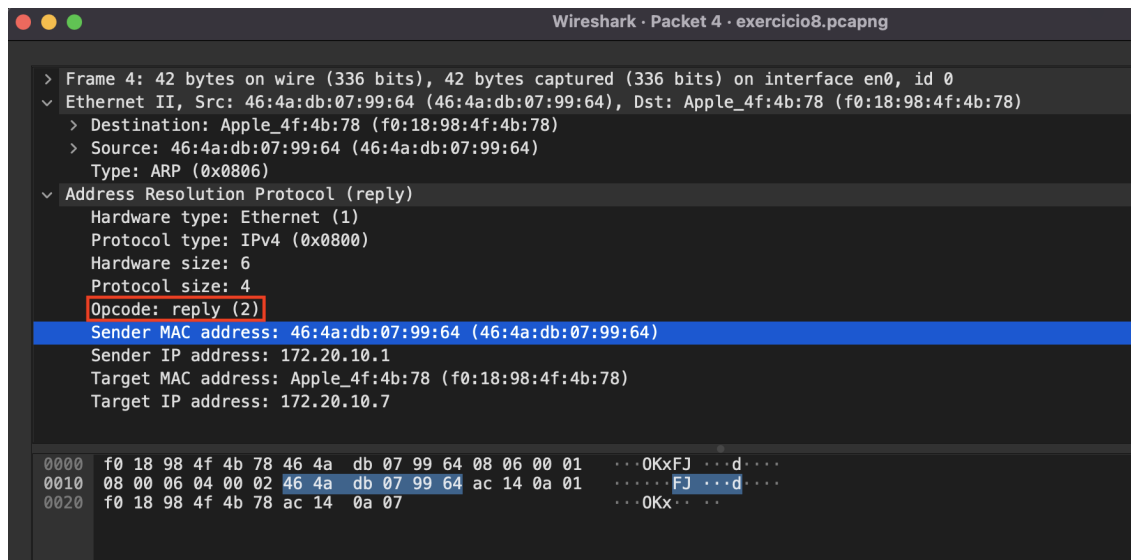 Wireshark · Packet 4 · exercicio8.pcapng
> Frame 4: 42 bytes on wire (336 bits), 42 bytes captured (336 bits) on interface en0, id 0
Ethernet II, Src: 46:4a:db:07:99:64 (46:4a:db:07:99:64), Dst: Apple_4f:4b:78 (f0:18:98:4f:4b:78)
> Destination: Apple_4f:4b:78 (f0:18:98:4f:4b:78)
> Source: 46:4a:db:07:99:64 (46:4a:db:07:99:64)
Type: ARP (0x0806)
Address Resolution Protocol (reply)
Hardware type: Ethernet (1)
Protocol type: IPv4 (0x0800)
Hardware size: 6
Protocol size: 4
Opcode: reply (2)
Sender MAC address: 46:4a:db:07:99:64 (46:4a:db:07:99:64)
Sender IP address: 172.20.10.1
Target MAC address: Apple_4f:4b:78 (f0:18:98:4f:4b:78)
Target IP address: 172.20.10.7
0000 f0 18 98 4f 4b 78 46 4a db 07 99 64 08 06 00 01 ···OKxFJ ···d····
0010 08 00 06 04 00 02 46 4a db 07 99 64 ac 14 0a 01 ······FJ ···d····
0020 f0 18 98 4f 4b 78 ac 14 0a 07 ···OKx·· ··